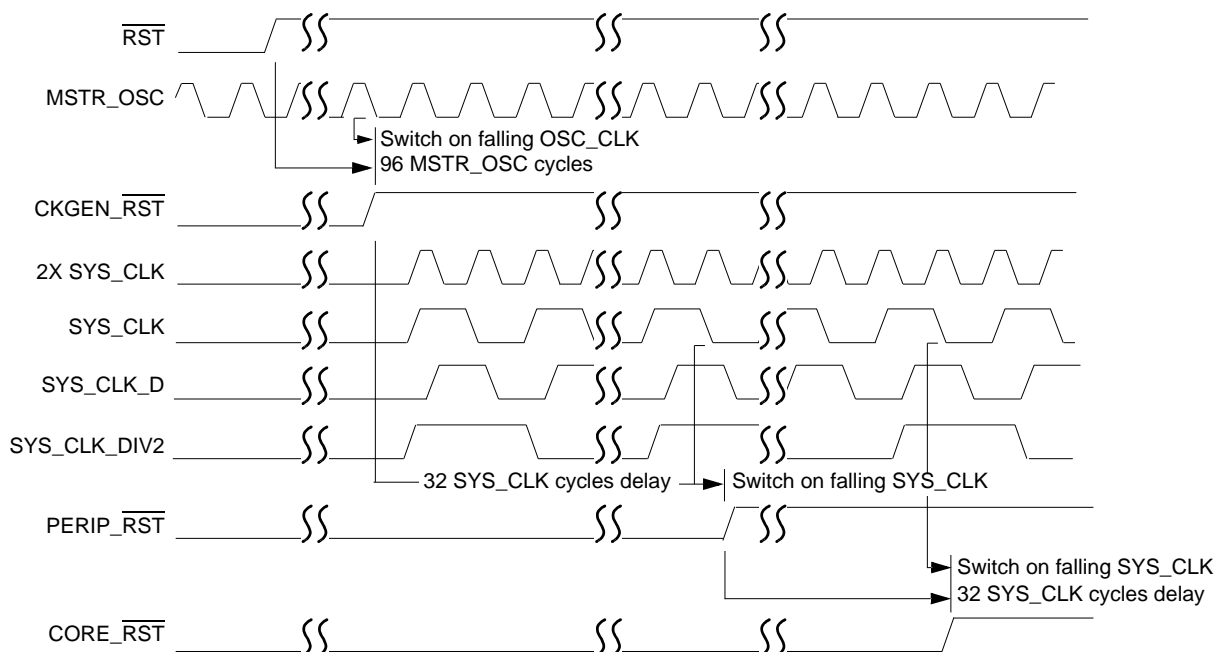 RST
MSTR_OSC
Switch on falling OSC_CLK
96 MSTR_OSC cycles
CKGEN_RST
2X SYS_CLK
SYS_CLK
SYS_CLK_D
SYS_CLK_DIV2
32 SYS_CLK cycles delay
Switch on falling SYS_CLK
PERIP_RST
Switch on falling SYS_CLK
32 SYS_CLK cycles delay
CORE_RST